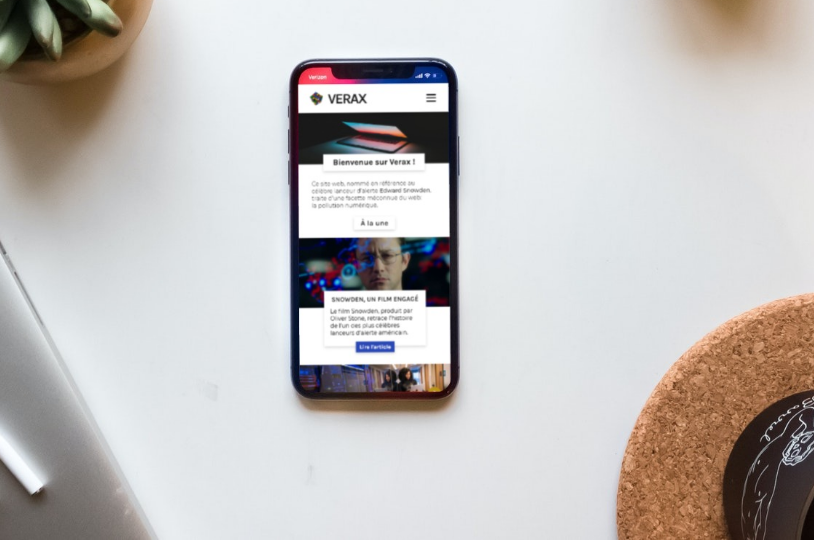 Verizon
VERAX
Bienvenue sur Verax !
Ce site web, nommé en référence au
célèbre lanceur d'alerte Edward Snowden,
traite d'une facette méconnue du web:
la pollution numérique.
À la une
SNOWDEN, UN FILM ENGAGÉ
Le film Snowden, produit par
Oliver Stone, retrace l'histoire
de l'un des plus célèbres
lanceurs d'alerte américain.
Lire l'article